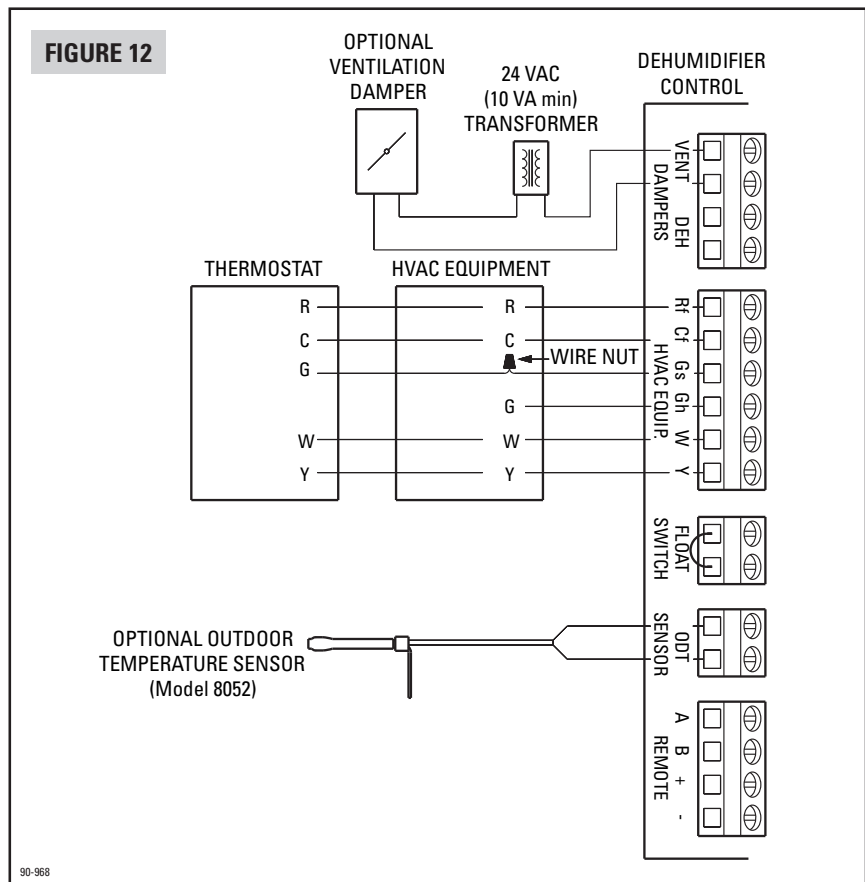 FIGURE 12
OPTIONAL
VENTILATION
DAMPER
24 VAC
(10 VA min)
TRANSFORMER
DEHUMIDIFIER
CONTROL
VENT
DEH
DAMPERS
THERMOSTAT
HVAC EQUIPMENT
R
R
Rf
C
C
Cf
WIRE NUT
G
Gs
G
Gh
W
W
W
Y
Y
Y
HVAC EQUIP.
FLOAT
SWITCH
OPTIONAL OUTDOOR
TEMPERATURE SENSOR
(Model 8052)
ODT
SENSOR
A
B
+
-
REMOTE
90-968